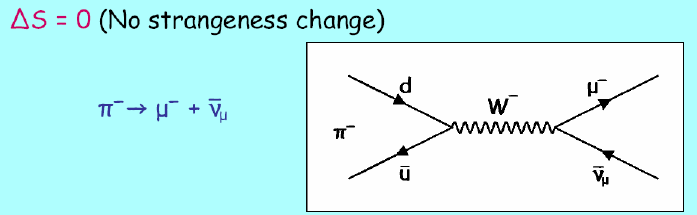 ΔS = 0 (No strangeness change)
π⁻→ μ⁻ + ν̄μ
d
W⁻
μ⁻
π⁻
ū
ν̄μ